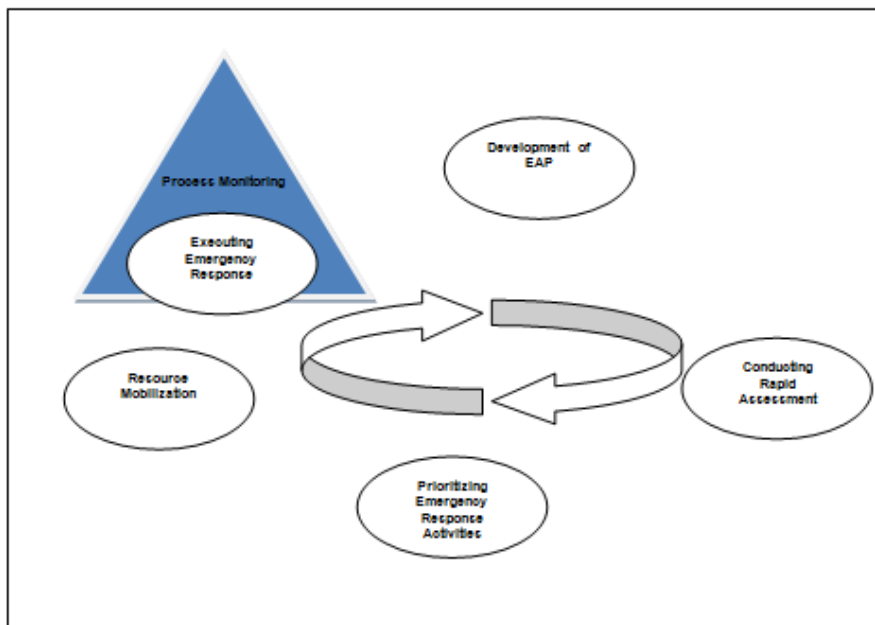 Development of
EAP
Process Monitoring
Executing
Emergency
Response
Resource
Mobilization
Conducting
Rapid
Assessment
Prioritizing
Emergency
Response
Activities